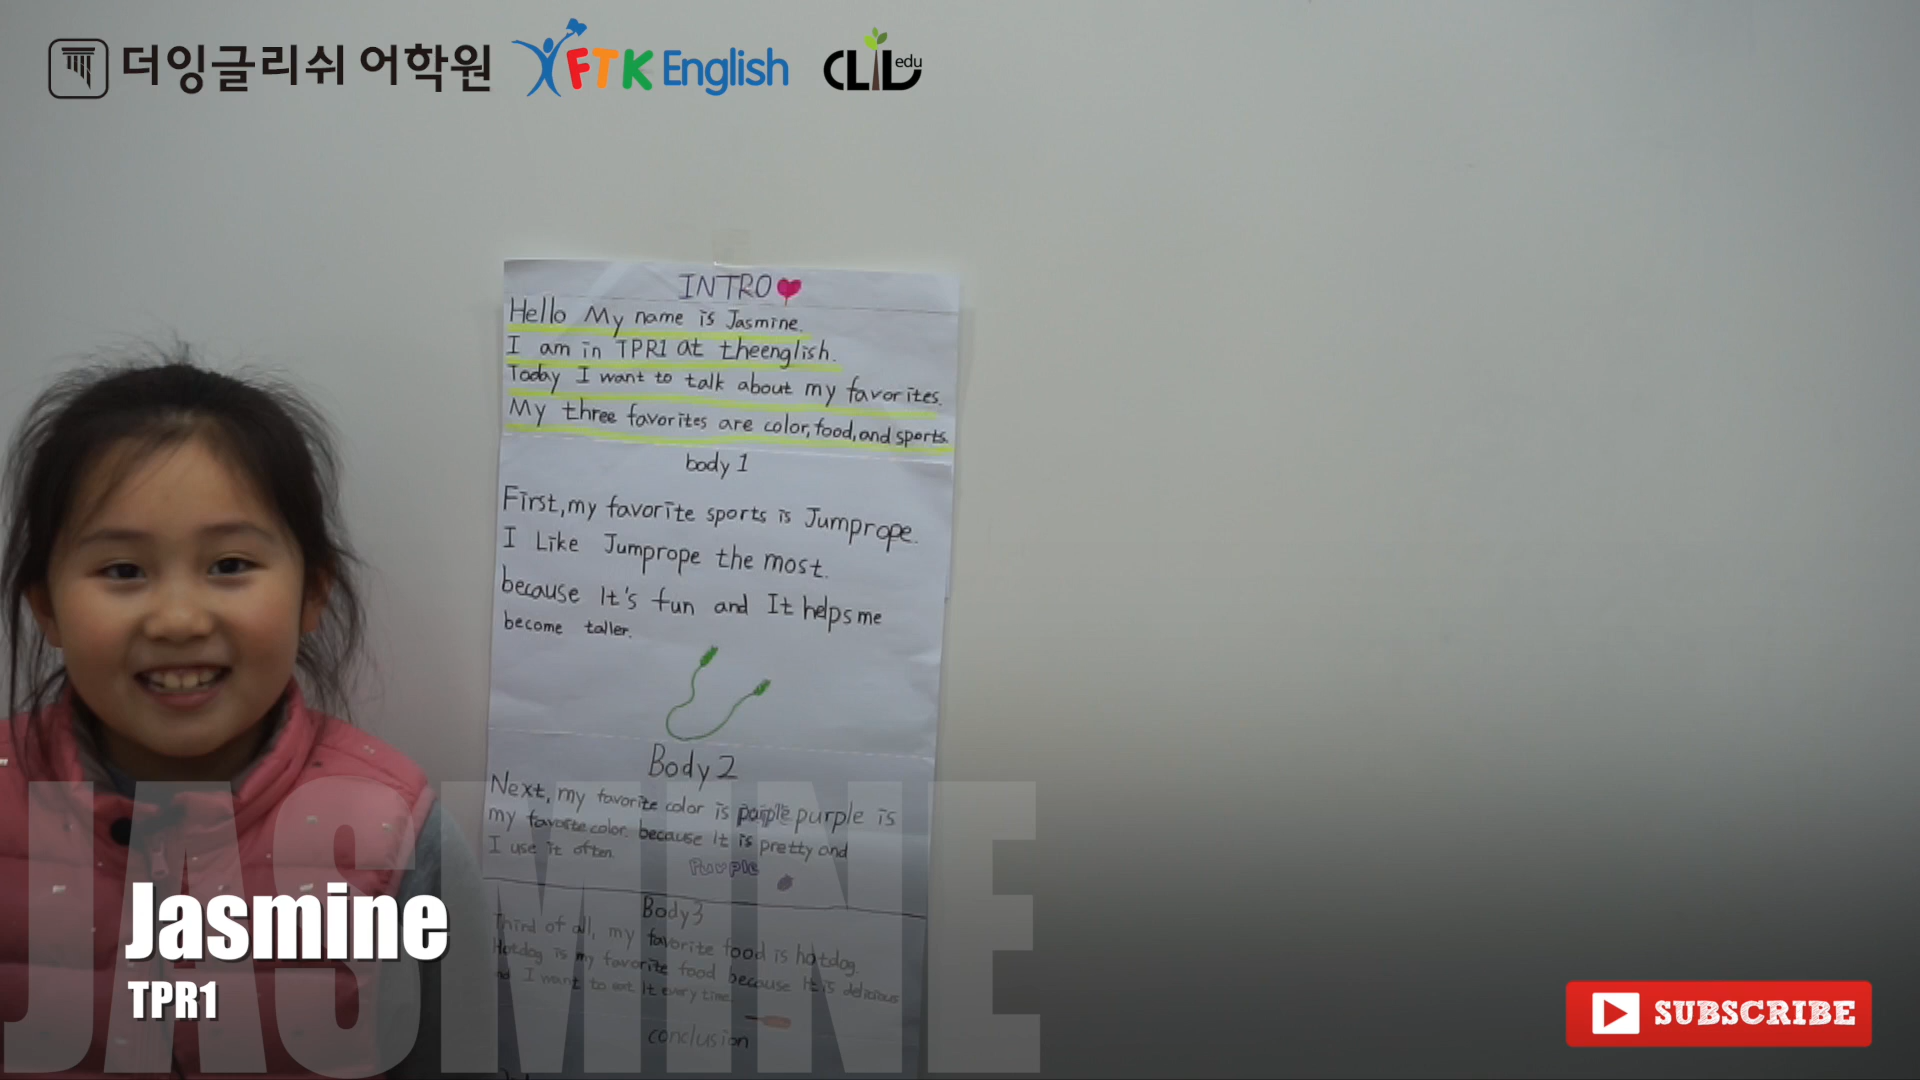 더잉글리쉬 어학원 FTK English CLIL edu
INTRO
Hello My name is Jasmine.
I am in TPR1 at theenglish.
Today I want to talk about my favorites.
My three favorites are color, food, and sports.
body 1
First, my favorite sports is Jumprope.
I Like Jumprope the most.
because It's fun and It helps me
become taller.
Body 2
Next, my favorite color is purple is
my favorite color. because It is pretty and
I use it often.
Purple
Body 3
Third of all, my favorite food is hotdog.
Hotdog is my favorite food because It is delicious
and I want to eat It every time.
conclusion
JASMINE
Jasmine
TPR1
SUBSCRIBE